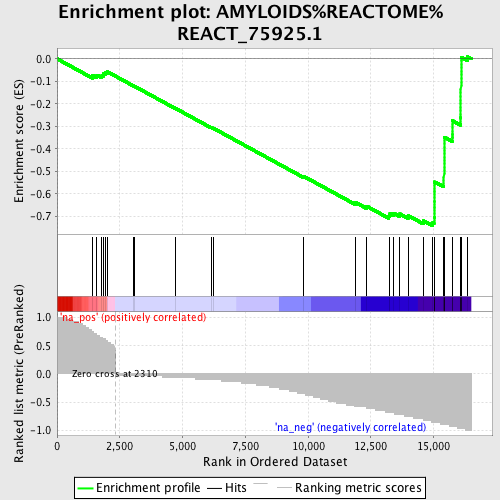 Enrichment plot: AMYLOIDS%REACTOME%
REACT_75925.1
Enrichment score (ES)
0.0
-0.1
-0.2
-0.3
-0.4
-0.5
-0.6
-0.7
Ranked list metric (PreRanked)
1.0
0.5
0.0
-0.5
-1.0
'na_pos' (positively correlated)
Zero cross at 2310
'na_neg' (negatively correlated)
0 2,500 5,000 7,500 10,000 12,500 15,000
Rank in Ordered Dataset
Enrichment profile Hits Ranking metric scores